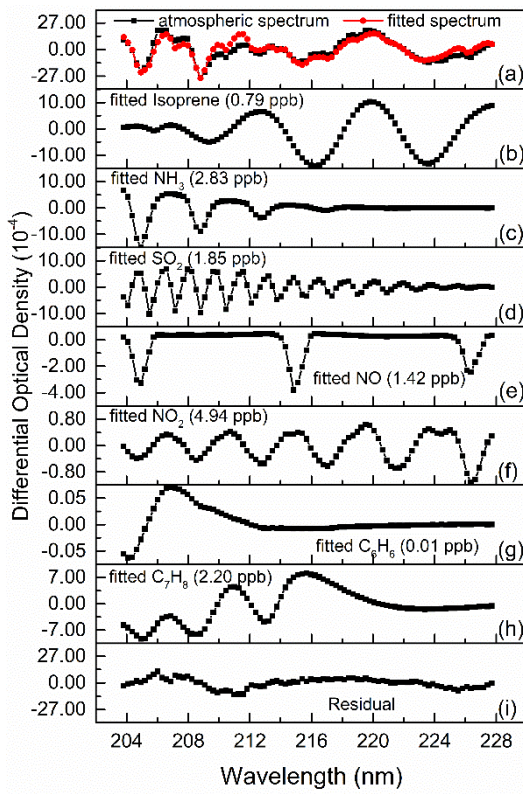 atmospheric spectrum
fitted spectrum
27.00
0.00
-27.00
(a)
fitted Isoprene (0.79 ppb)
10.00
0.00
-10.00
(b)
fitted NH₃ (2.83 ppb)
10.00
0.00
-10.00
(c)
fitted SO₂ (1.85 ppb)
10.00
0.00
-10.00
(d)
0.00
-2.00
-4.00
fitted NO (1.42 ppb)
(e)
fitted NO₂ (4.94 ppb)
0.80
0.00
-0.80
(f)
0.05
0.00
-0.05
fitted C₆H₆ (0.01 ppb)
(g)
fitted C₇H₈ (2.20 ppb)
7.00
0.00
-7.00
(h)
27.00
0.00
-27.00
Residual
(i)
204 208 212 216 220 224 228
Wavelength (nm)
Differential Optical Density (10⁻⁴)